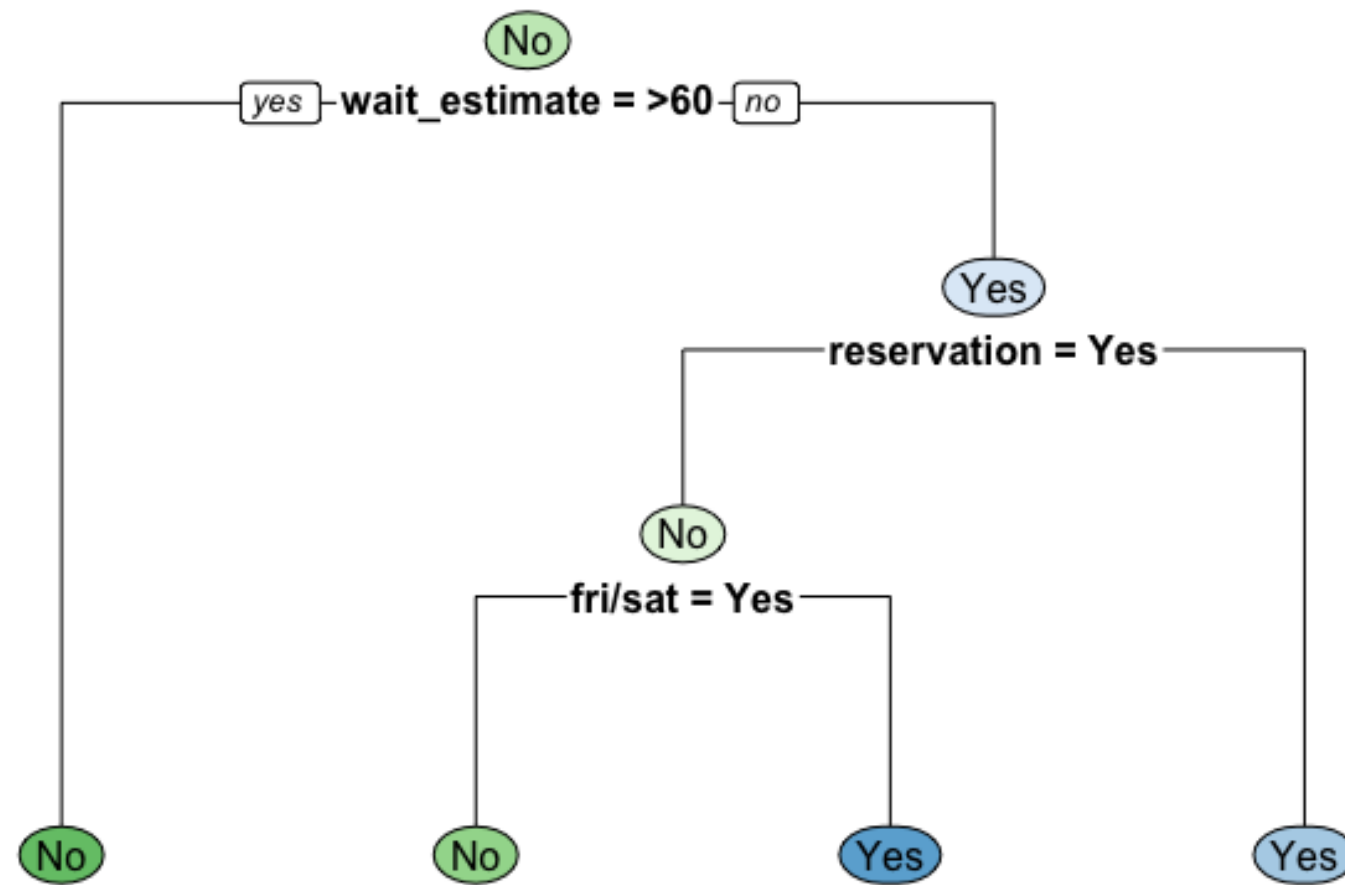 No
yes wait_estimate = >60 no
Yes
reservation = Yes
No
fri/sat = Yes
No No Yes Yes